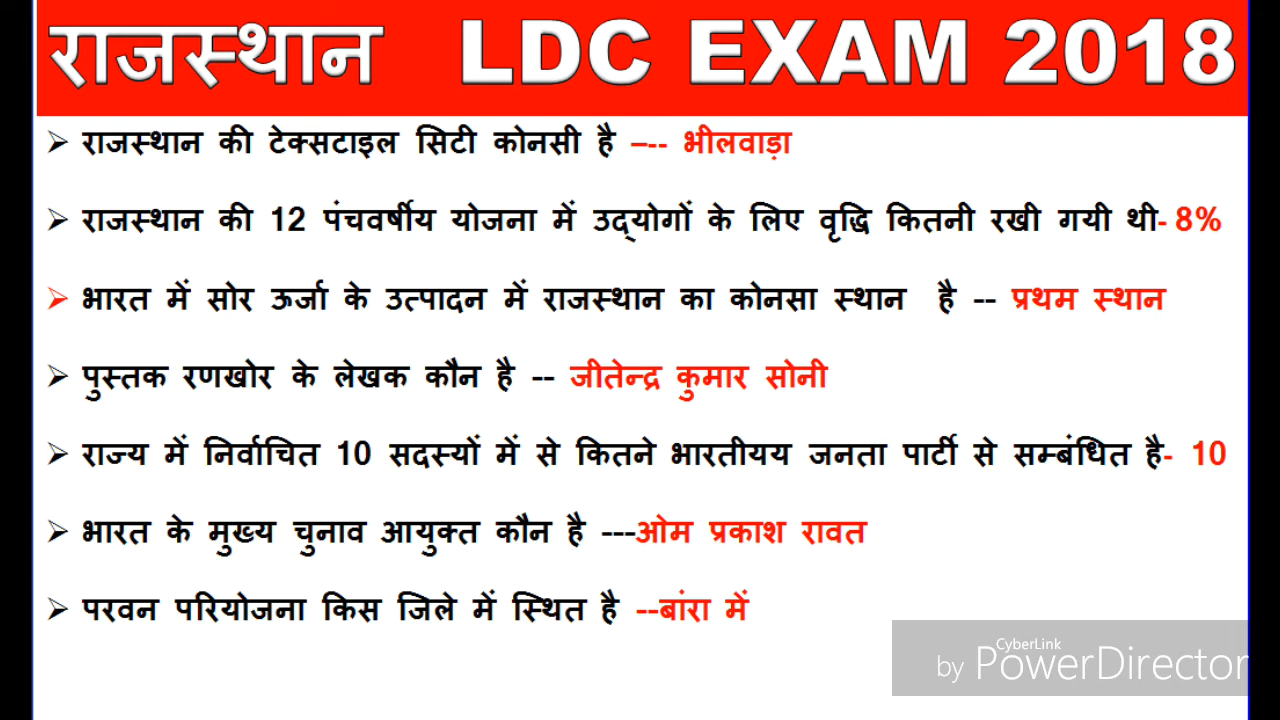 राजस्थान LDC EXAM 2018
➢ राजस्थान की टेक्सटाइल सिटी कोनसी है –-- भीलवाड़ा
➢ राजस्थान की 12 पंचवर्षीय योजना में उद्योगों के लिए वृद्धि कितनी रखी गयी थी- 8%
➢ भारत में सोर ऊर्जा के उत्पादन में राजस्थान का कोनसा स्थान है -- प्रथम स्थान
➢ पुस्तक रणखोर के लेखक कौन है -- जीतेन्द्र कुमार सोनी
➢ राज्य में निर्वाचित 10 सदस्यों में से कितने भारतीयय जनता पार्टी से सम्बंधित है- 10
➢ भारत के मुख्य चुनाव आयुक्त कौन है ---ओम प्रकाश रावत
➢ परवन परियोजना किस जिले में स्थित है --बांरा में
CyberLink
by PowerDirector